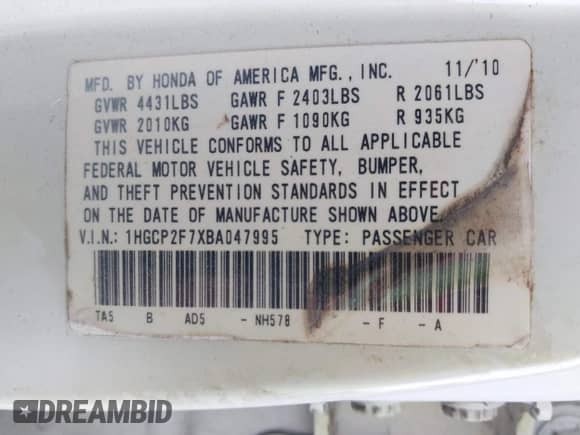 MFD. BY HONDA OF AMERICA MFG., INC. 11/'10
GVWR 4431LBS GAWR F 2403LBS R 2061LBS
GVWR 2010KG GAWR F 1090KG R 935KG
THIS VEHICLE CONFORMS TO ALL APPLICABLE
FEDERAL MOTOR VEHICLE SAFETY, BUMPER,
AND THEFT PREVENTION STANDARDS IN EFFECT
ON THE DATE OF MANUFACTURE SHOWN ABOVE.
V.I.N.: 1HGCP2F7XBA047995 TYPE: PASSENGER CAR
TA5 B AD5 - NH578 - F - A
DREAMBID